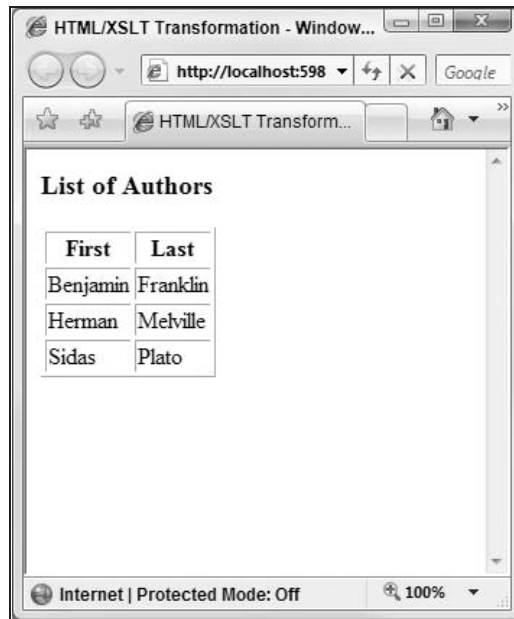 HTML/XSLT Transformation - Window...
http://localhost:598 Google
HTML/XSLT Transform...
List of Authors
First Last
Benjamin Franklin
Herman Melville
Sidas Plato
Internet | Protected Mode: Off 100%